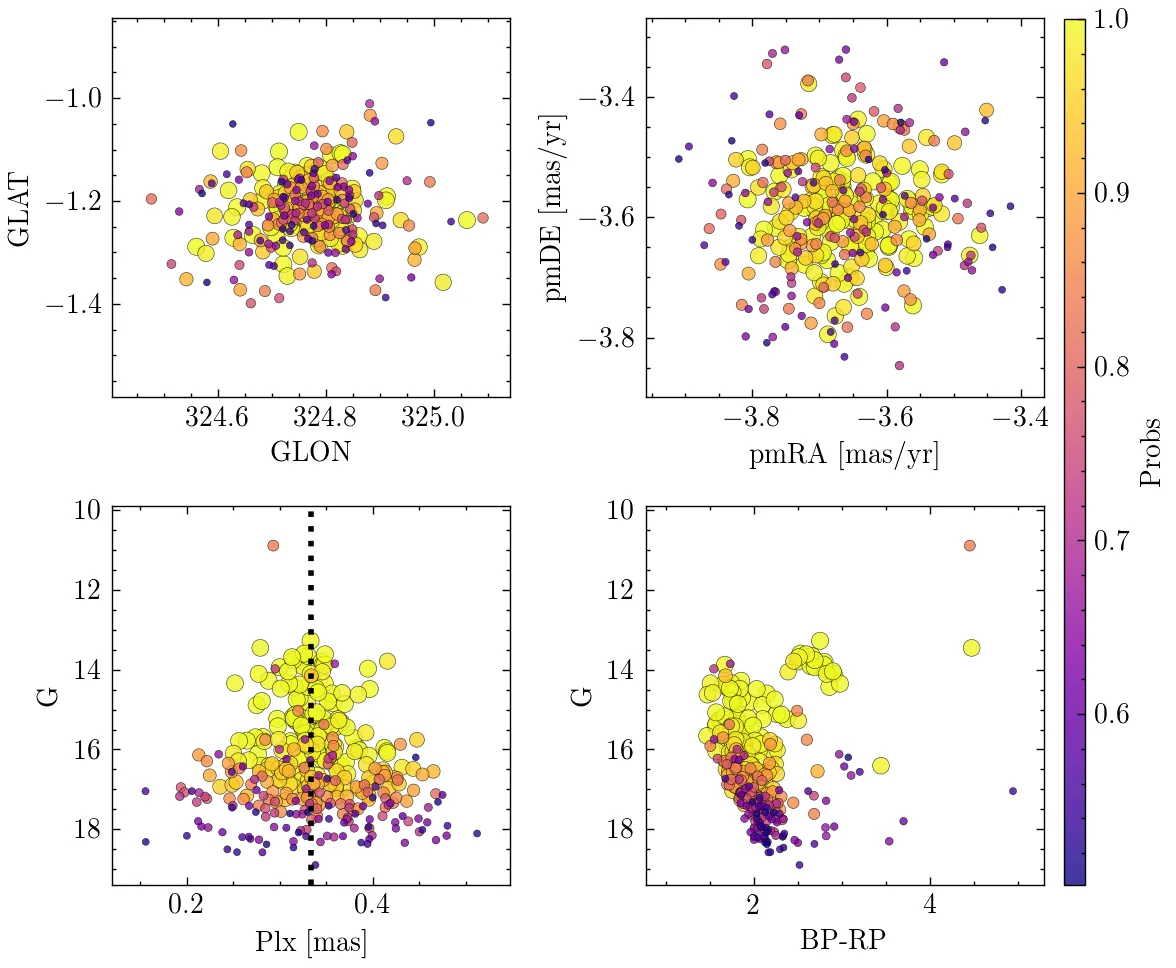 −1.0
−1.2
−1.4
GLAT
324.6 324.8 325.0
GLON
−3.4
−3.6
−3.8
pmDE [mas/yr]
−3.8 −3.6 −3.4
pmRA [mas/yr]
1.0
0.9
0.8
0.7
0.6
Probs
10
12
14
16
18
G
0.2 0.4
Plx [mas]
10
12
14
16
18
G
2 4
BP-RP